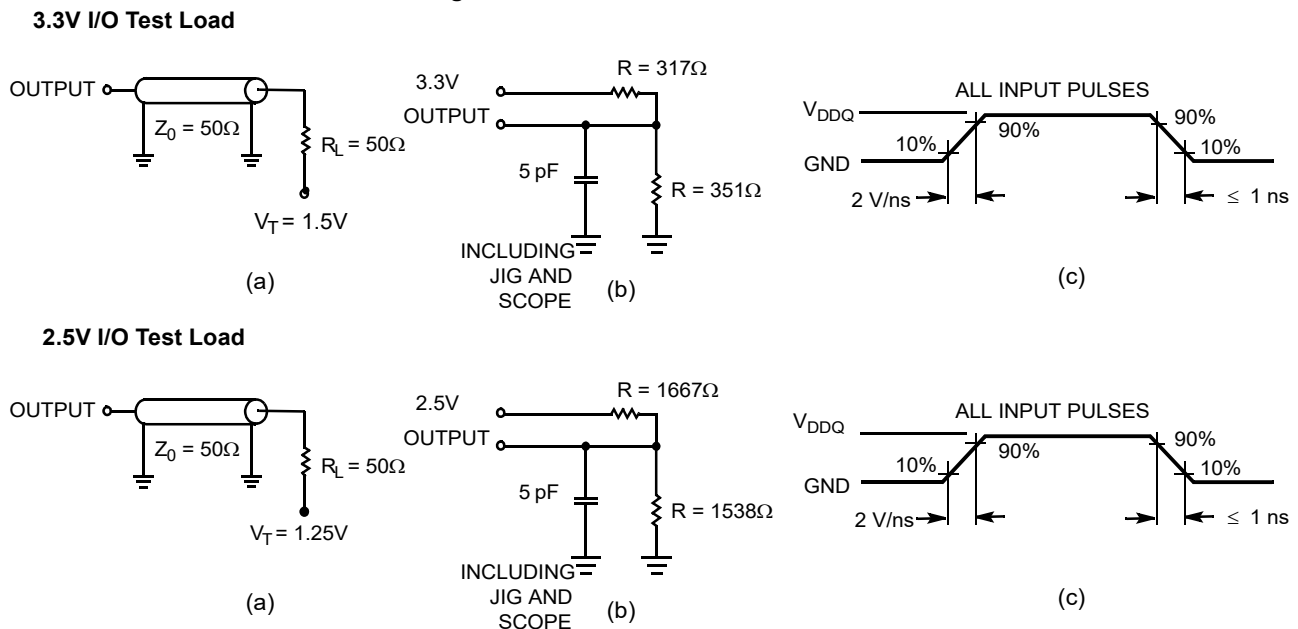 3.3V I/O Test Load
OUTPUT
Z0 = 50Ω
RL = 50Ω
VT = 1.5V
(a)
3.3V
OUTPUT
R = 317Ω
5 pF
R = 351Ω
INCLUDING
JIG AND
SCOPE
(b)
ALL INPUT PULSES
VDDQ
GND
10%
90%
90%
10%
2 V/ns
≤ 1 ns
(c)
2.5V I/O Test Load
OUTPUT
Z0 = 50Ω
RL = 50Ω
VT = 1.25V
(a)
2.5V
OUTPUT
R = 1667Ω
5 pF
R = 1538Ω
INCLUDING
JIG AND
SCOPE
(b)
ALL INPUT PULSES
VDDQ
GND
10%
90%
90%
10%
2 V/ns
≤ 1 ns
(c)